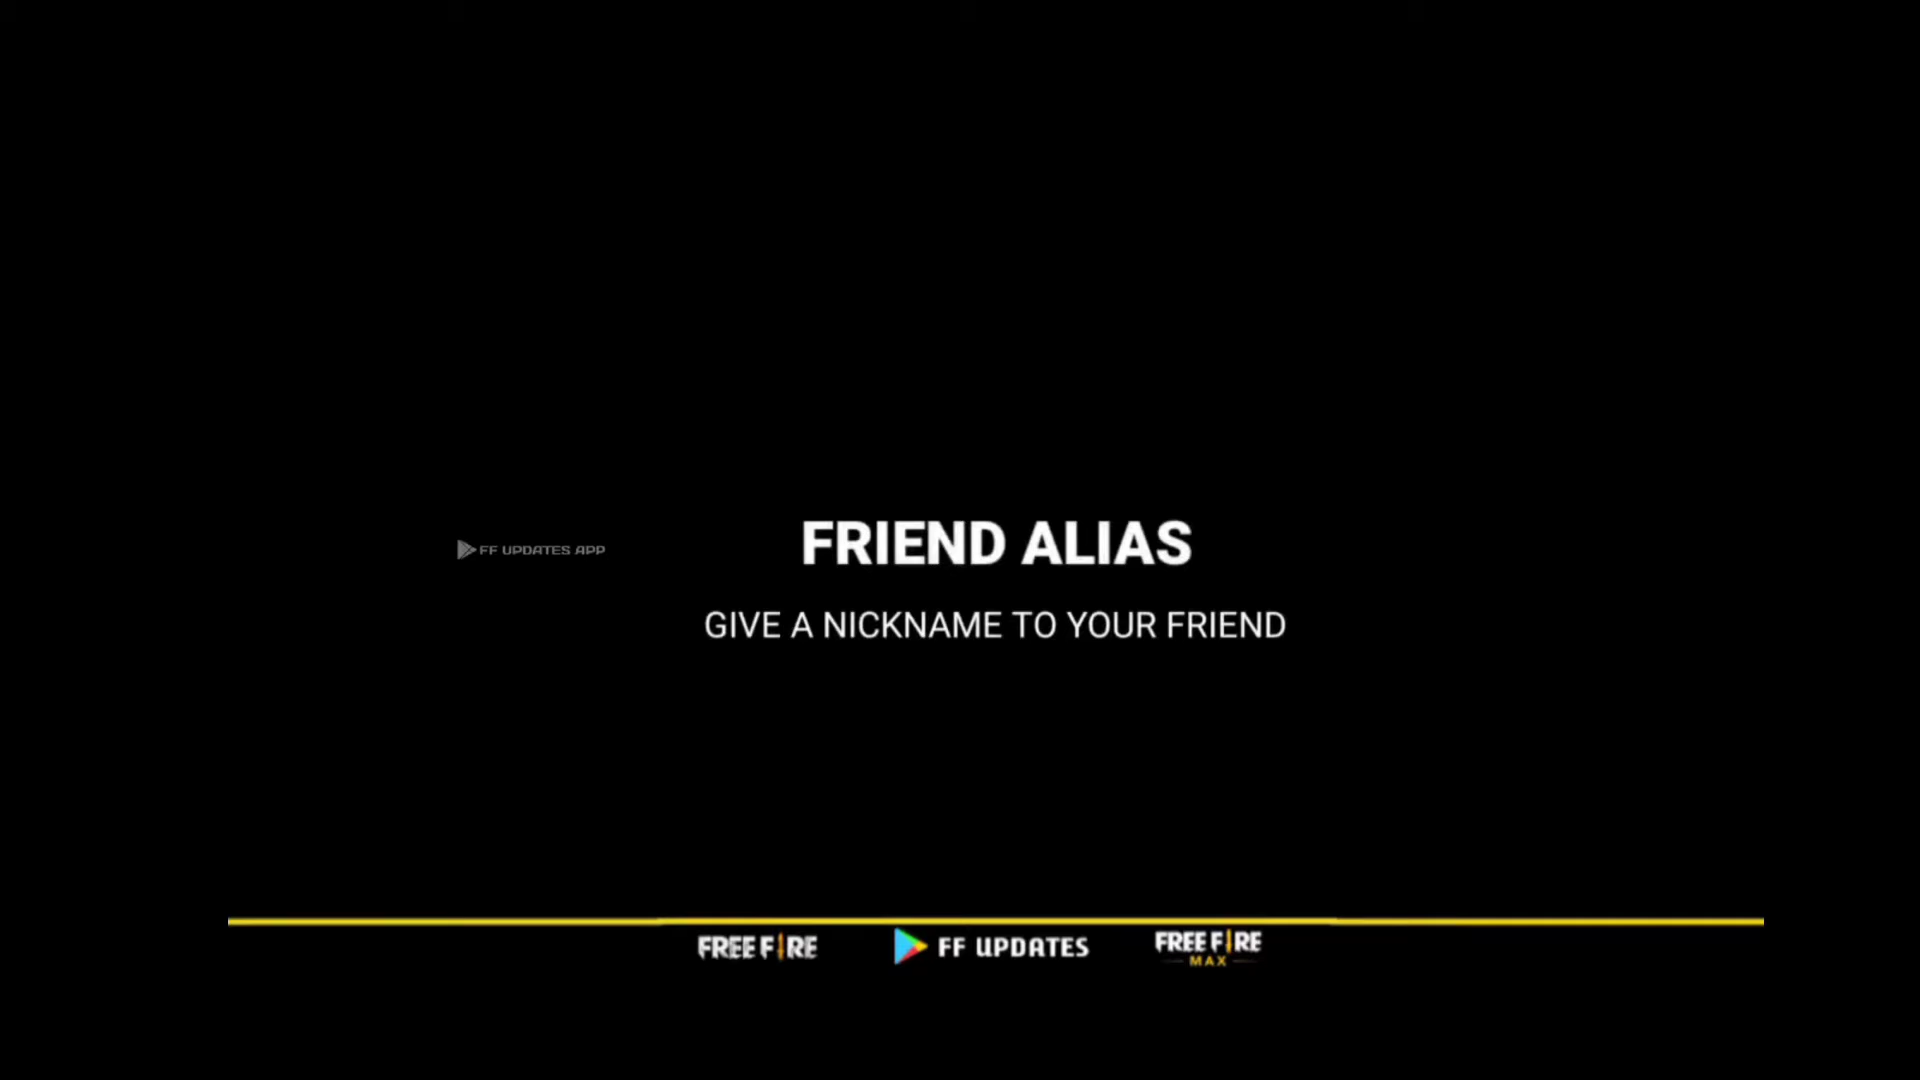 FRIEND ALIAS
FF UPDATES APP
GIVE A NICKNAME TO YOUR FRIEND
FREE FIRE
FF UPDATES
FREE FIRE
MAX